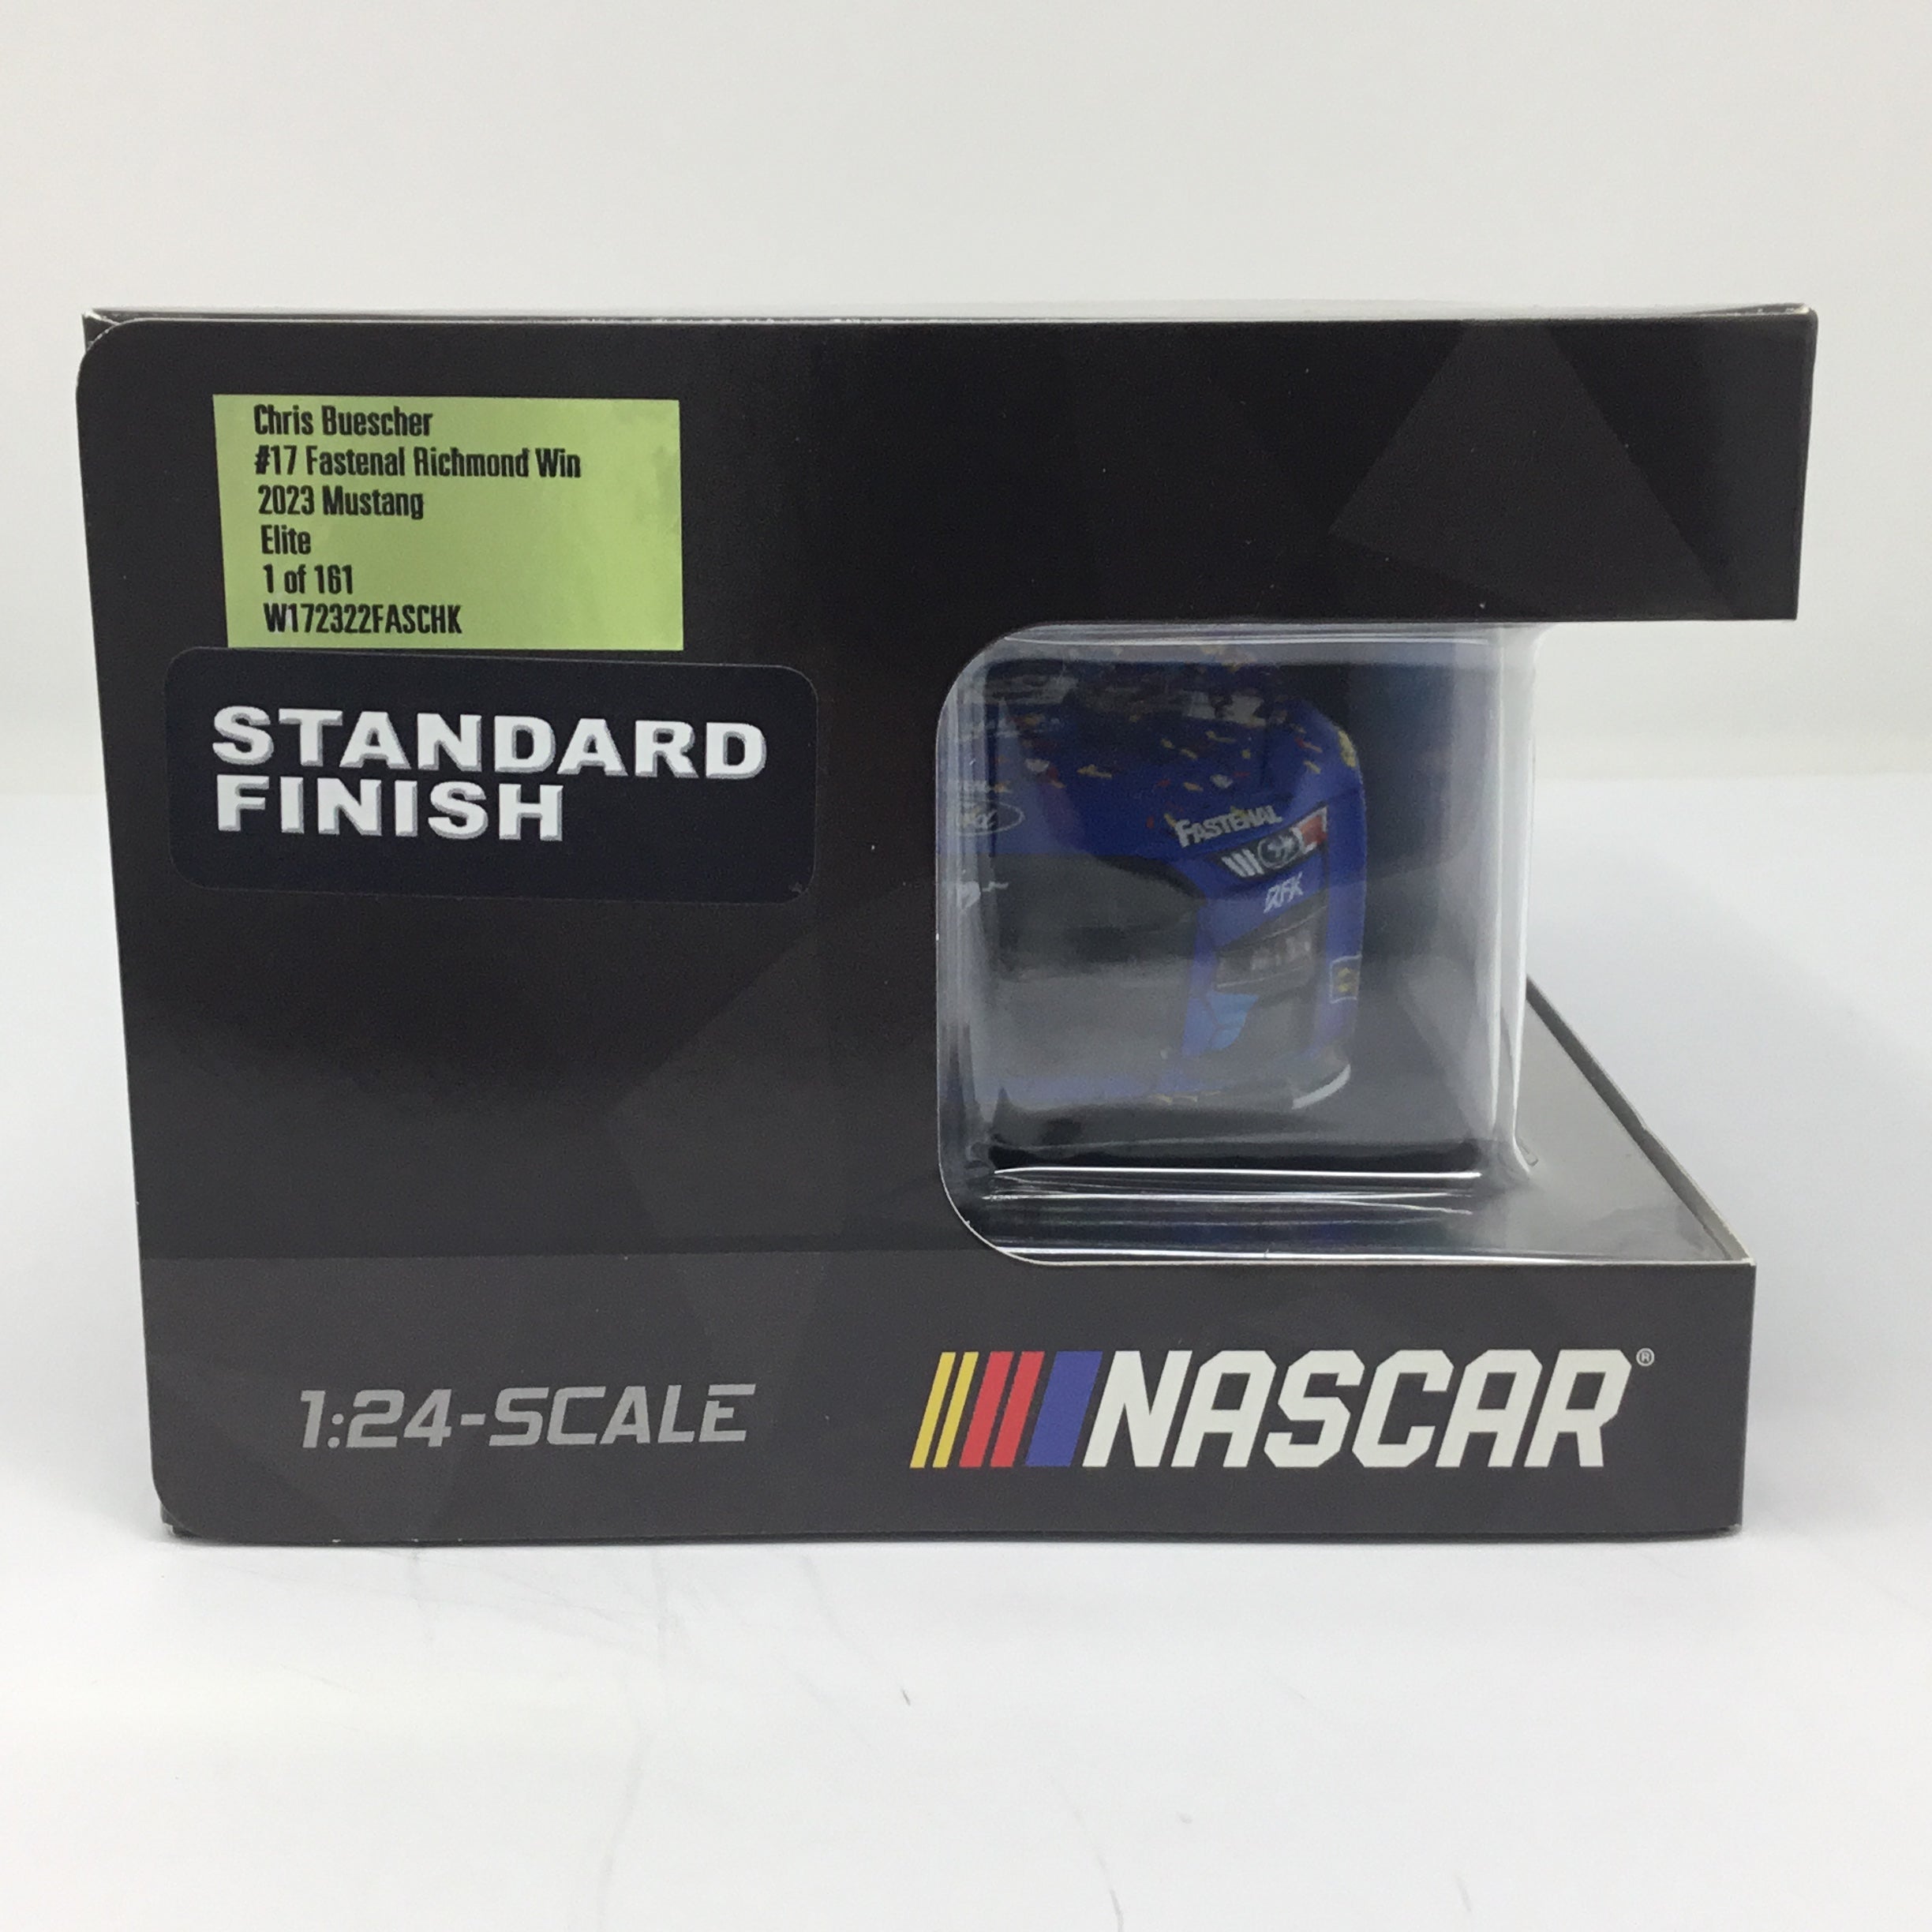 Chris Buescher
#17 Fastenal Richmond Win
2023 Mustang
Elite
1 of 161
W172322FASCHK
STANDARD
FINISH
FASTENAL
RFK
1:24-SCALE
NASCAR®